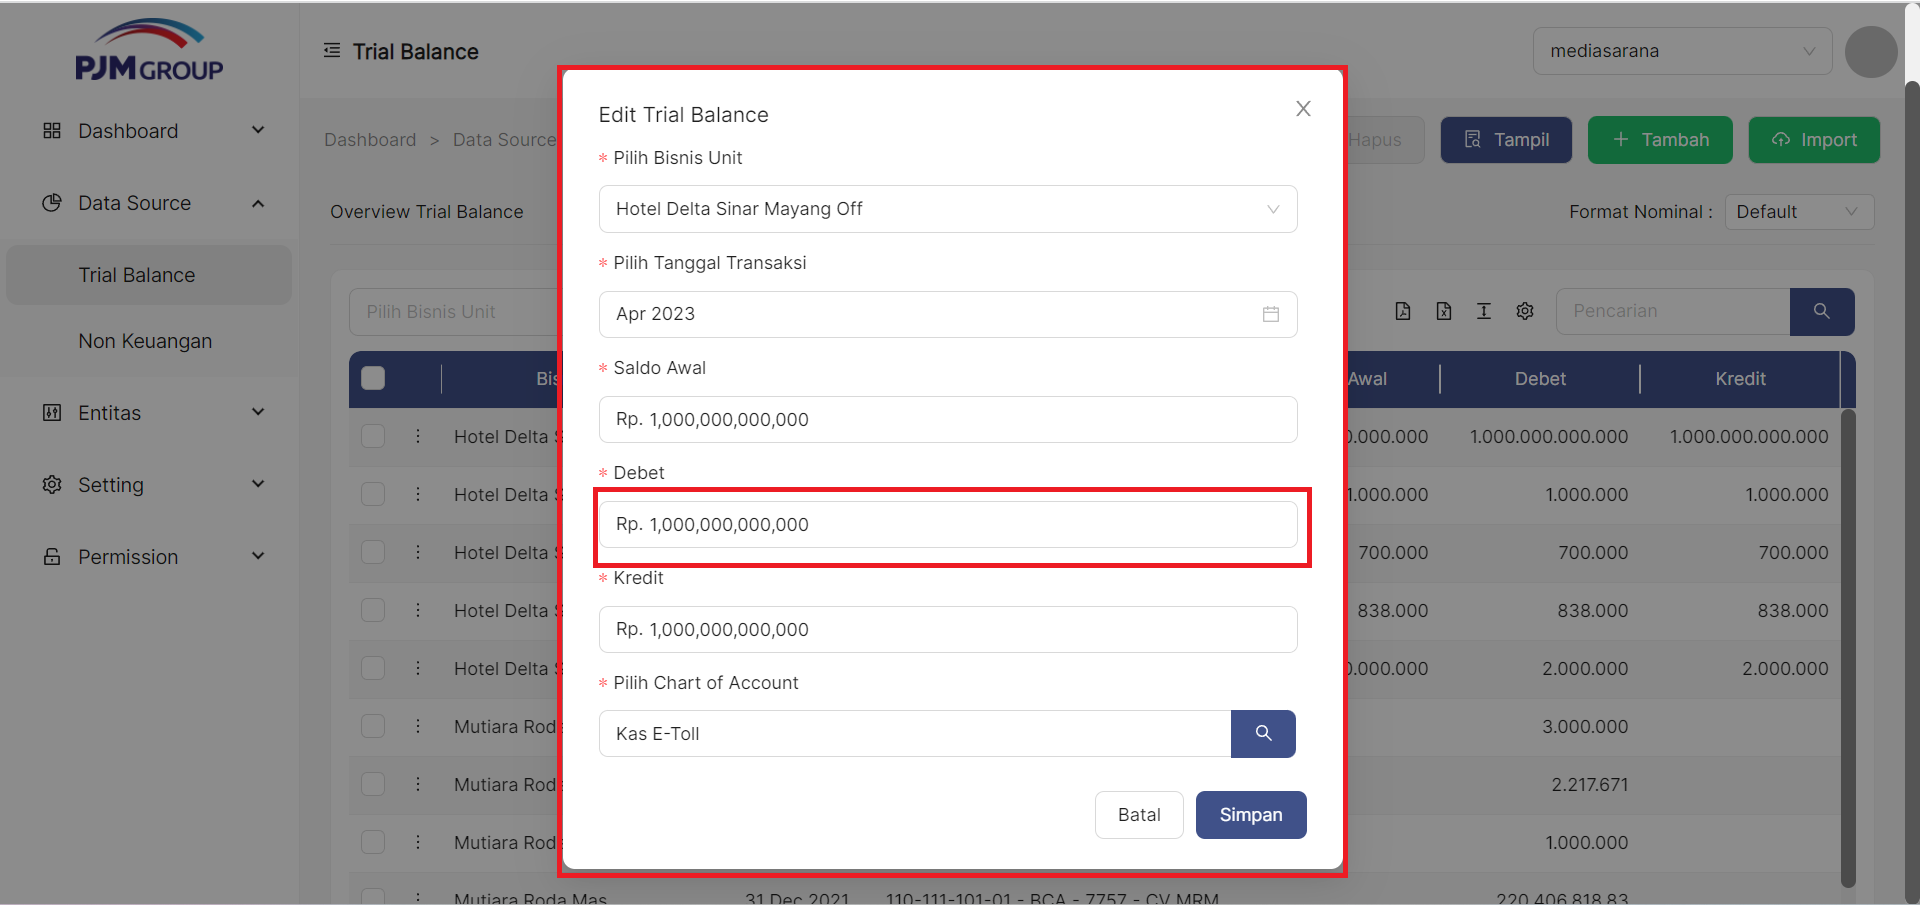 PJM GROUP
Trial Balance
mediasarana
Dashboard
Data Source
Trial Balance
Non Keuangan
Entitas
Setting
Permission
Dashboard > Data Source
Hapus
Tampil
Tambah
Import
Overview Trial Balance
Format Nominal :
Default
Pilih Bisnis Unit
Pencarian
Awal Debet Kredit
Hotel Delta 0.000.000 1.000.000.000.000 1.000.000.000.000
Hotel Delta 1.000.000 1.000.000 1.000.000
Hotel Delta 700.000 700.000 700.000
Hotel Delta 838.000 838.000 838.000
Hotel Delta 0.000.000 2.000.000 2.000.000
Mutiara Roda 3.000.000
Mutiara Roda 2.217.671
Mutiara Roda 1.000.000
Mutiara Roda Mas 31 Dec 2021 110-111-101-01 - BCA - 7757 - CV MRM 220.406.818,83
Edit Trial Balance
* Pilih Bisnis Unit
Hotel Delta Sinar Mayang Off
* Pilih Tanggal Transaksi
Apr 2023
* Saldo Awal
Rp. 1,000,000,000,000
* Debet
Rp. 1,000,000,000,000
* Kredit
Rp. 1,000,000,000,000
* Pilih Chart of Account
Kas E-Toll
Batal
Simpan